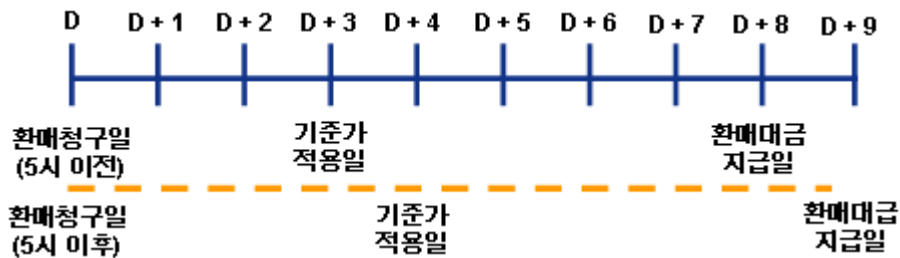 D D + 1 D + 2 D + 3 D + 4 D + 5 D + 6 D + 7 D + 8 D + 9
환매청구일 기준가 환매대금
(5시 이전) 적용일 지급일
환매청구일 기준가 환매대급
(5시 이후) 적용일 지급일